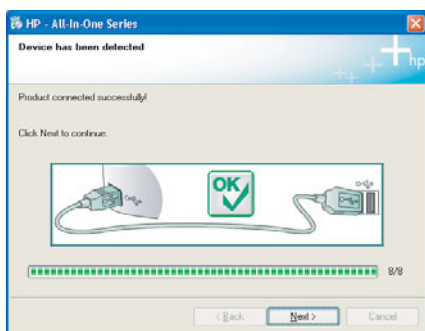 HP - All-In-One Series
Device has been detected
hp
Product connected successfully!
Click Next to continue.
OK
8/8
< Back Next > Cancel